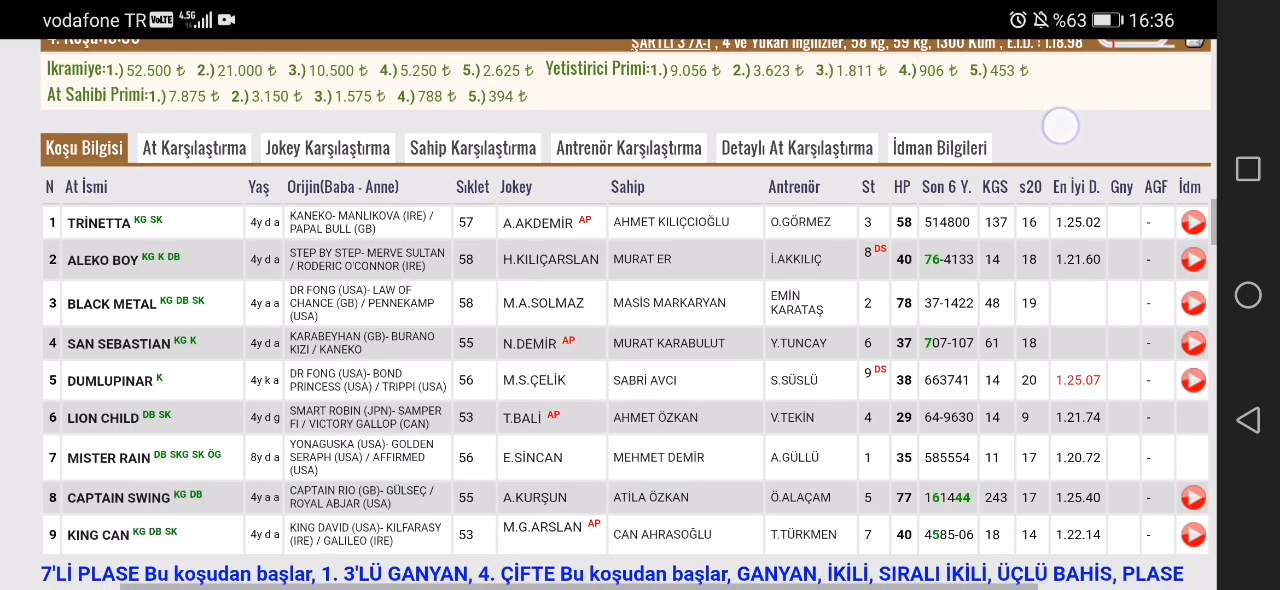 vodafone TR VoLTE 4.56 %63 16:36
4. Koşu:16:00 ŞARTLI 3 /X-1 , 4 ve Yukarı İngilizler, 58 kg, 59 kg, 1300 Kum , E.İ.D. : 1.18.98
İkramiye:1.) 52.500 ₺ 2.) 21.000 ₺ 3.) 10.500 ₺ 4.) 5.250 ₺ 5.) 2.625 ₺ Yetistirici Primi:1.) 9.056 ₺ 2.) 3.623 ₺ 3.) 1.811 ₺ 4.) 906 ₺ 5.) 453 ₺
At Sahibi Primi:1.) 7.875 ₺ 2.) 3.150 ₺ 3.) 1.575 ₺ 4.) 788 ₺ 5.) 394 ₺
Koşu Bilgisi At Karşılaştırma Jokey Karşılaştırma Sahip Karşılaştırma Antrenör Karşılaştırma Detaylı At Karşılaştırma İdman Bilgileri
N At İsmi Yaş Orijin(Baba - Anne) Sıklet Jokey Sahip Antrenör St HP Son 6 Y. KGS s20 En İyi D. Gny AGF İdm
1 TRİNETTA KG SK 4y d a KANEKO- MANLIKOVA (IRE) / PAPAL BULL (GB) 57 A.AKDEMİR AP AHMET KILIÇCIOĞLU O.GÖRMEZ 3 58 514800 137 16 1.25.02 -
2 ALEKO BOY KG K DB 4y d a STEP BY STEP- MERVE SULTAN / RODERIC O'CONNOR (IRE) 58 H.KILIÇARSLAN MURAT ER İ.AKKILIÇ 8 DS 40 76-4133 14 18 1.21.60 -
3 BLACK METAL KG DB SK 4y a a DR FONG (USA)- LAW OF CHANCE (GB) / PENNEKAMP (USA) 58 M.A.SOLMAZ MASİS MARKARYAN EMİN KARATAŞ 2 78 37-1422 48 19 -
4 SAN SEBASTIAN KG K 4y d a KARABEYHAN (GB)- BURANO KIZI / KANEKO 55 N.DEMİR AP MURAT KARABULUT Y.TUNCAY 6 37 707-107 61 18 -
5 DUMLUPINAR K 4y k a DR FONG (USA)- BOND PRINCESS (USA) / TRIPPI (USA) 56 M.S.ÇELİK SABRİ AVCI S.SÜSLÜ 9 DS 38 663741 14 20 1.25.07 -
6 LION CHILD DB SK 4y d g SMART ROBIN (JPN)- SAMPER FI / VICTORY GALLOP (CAN) 53 T.BALİ AP AHMET ÖZKAN V.TEKİN 4 29 64-9630 14 9 1.21.74 -
7 MISTER RAIN DB SKG SK ÖG 8y d a YONAGUSKA (USA)- GOLDEN SERAPH (USA) / AFFIRMED (USA) 56 E.SİNCAN MEHMET DEMİR A.GÜLLÜ 1 35 585554 11 17 1.20.72 -
8 CAPTAIN SWING KG DB 4y a a CAPTAIN RIO (GB)- GÜLSEÇ / ROYAL ABJAR (USA) 55 A.KURŞUN ATİLA ÖZKAN Ö.ALAÇAM 5 77 161444 243 17 1.25.40 -
9 KING CAN KG DB SK 4y d a KING DAVID (USA)- KILFARASY (IRE) / GALILEO (IRE) 53 M.G.ARSLAN AP CAN AHRASOĞLU T.TÜRKMEN 7 40 4585-06 18 14 1.22.14 -
7'Lİ PLASE Bu koşudan başlar, 1. 3'LÜ GANYAN, 4. ÇİFTE Bu koşudan başlar, GANYAN, İKİLİ, SIRALI İKİLİ, ÜÇLÜ BAHİS, PLASE